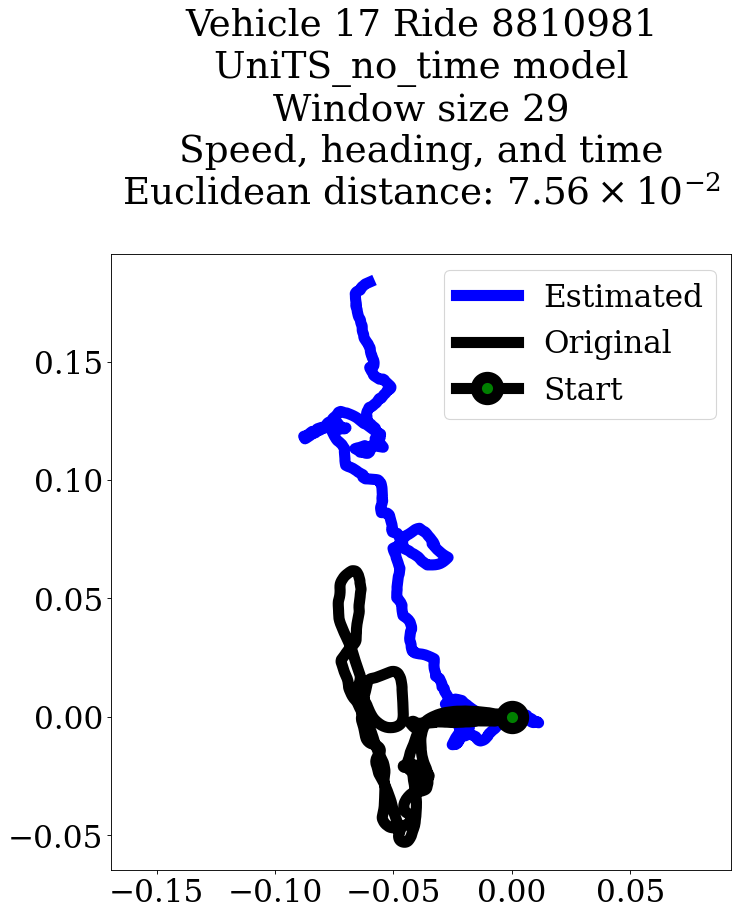 Vehicle 17 Ride 8810981
UniTS_no_time model
Window size 29
Speed, heading, and time
Euclidean distance: $7.56 \times 10^{-2}$
Estimated
Original
Start
0.15
0.10
0.05
0.00
−0.05
−0.15 −0.10 −0.05 0.00 0.05